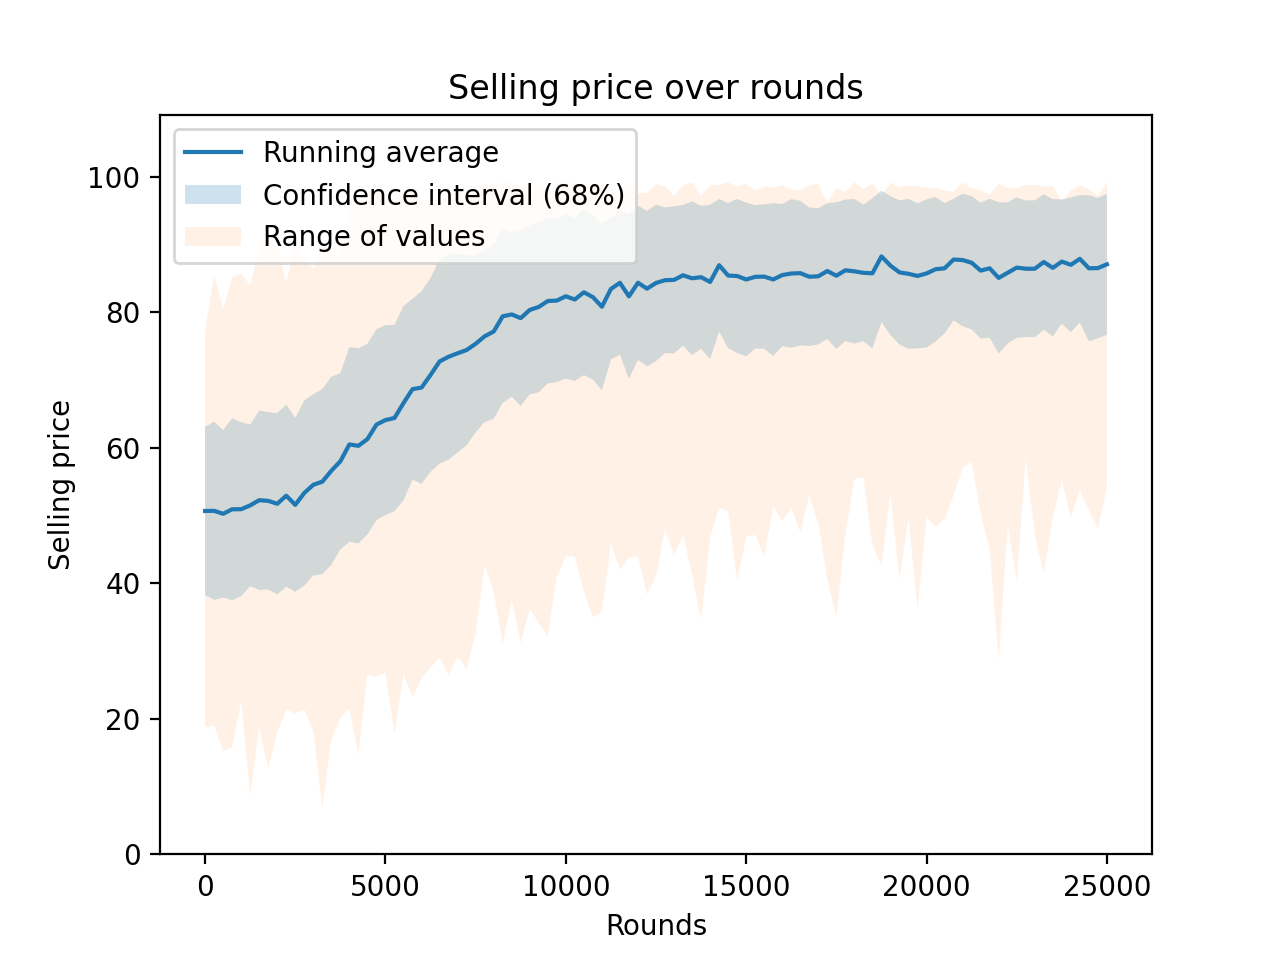 Selling price over rounds
Running average
Confidence interval (68%)
Range of values
100
80
60
40
20
0
Selling price
0 5000 10000 15000 20000 25000
Rounds